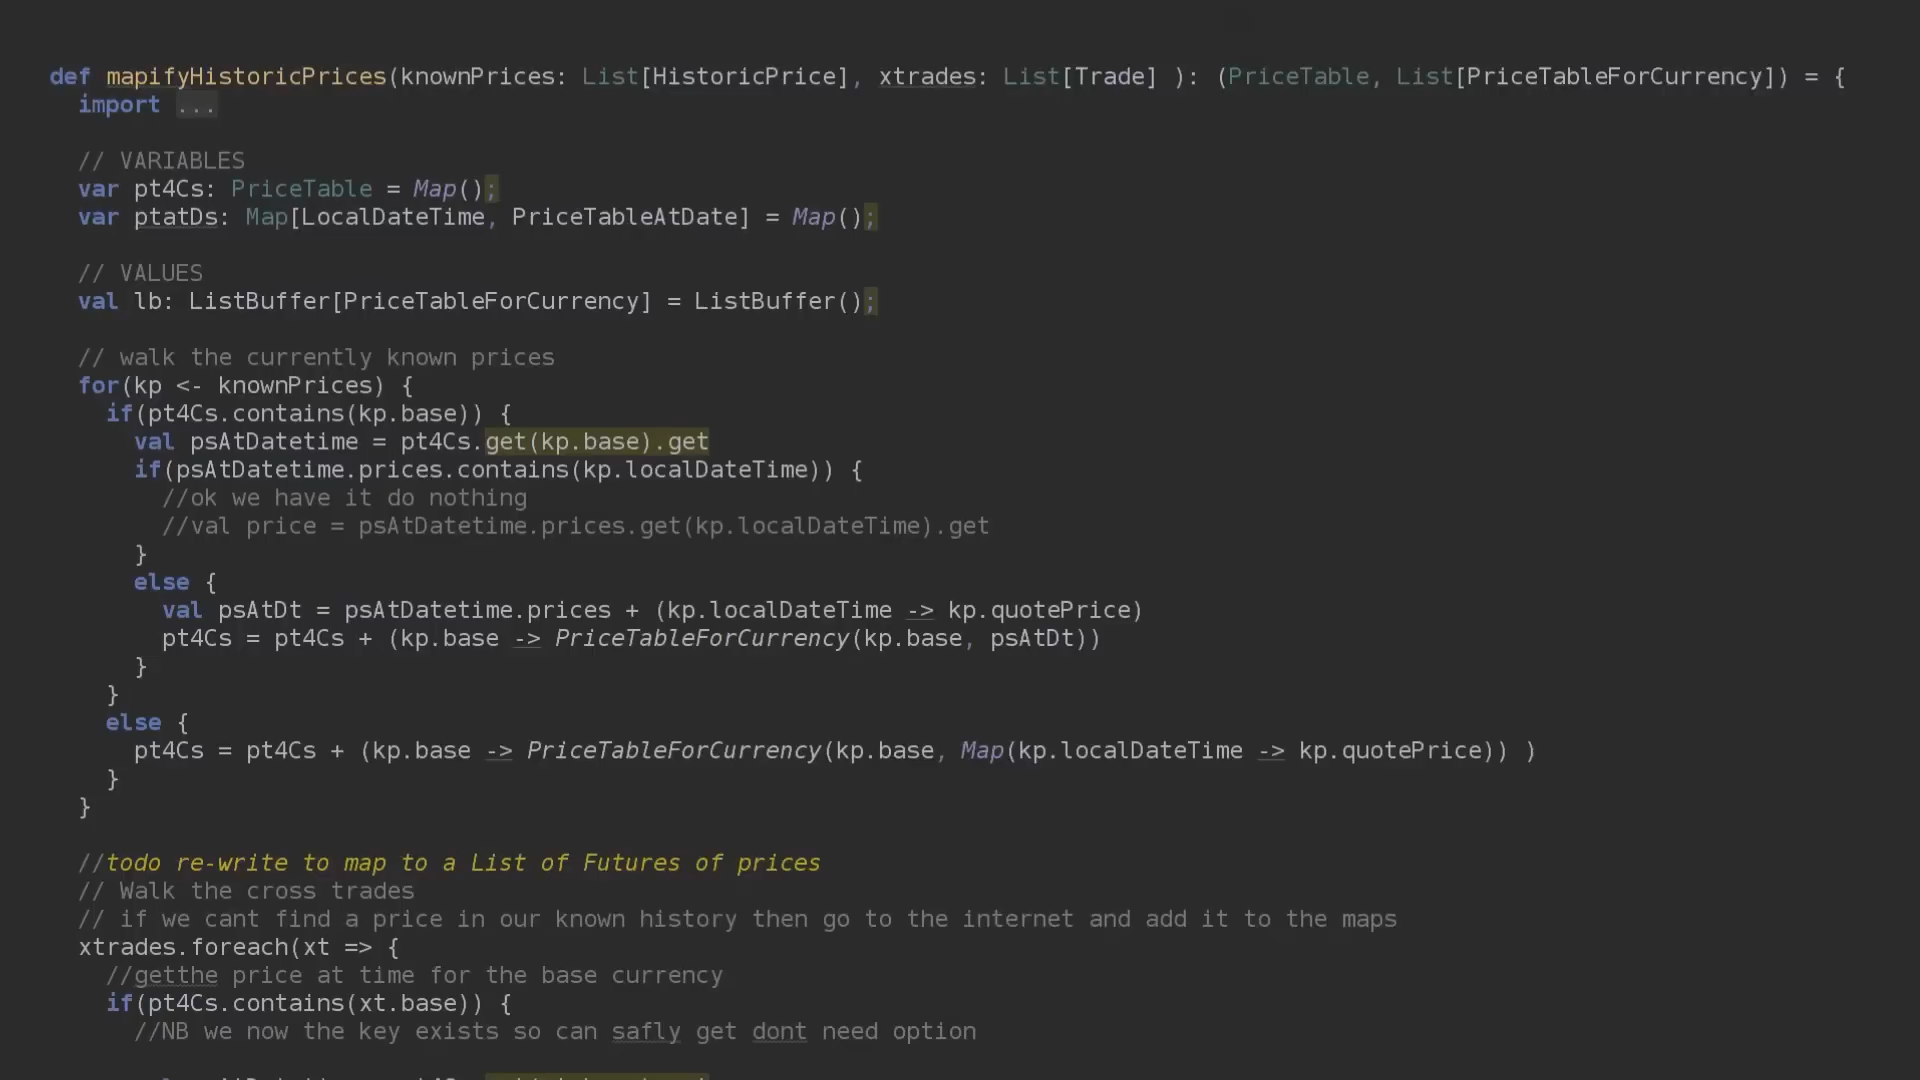 def mapifyHistoricPrices(knownPrices: List[HistoricPrice], xtrades: List[Trade] ): (PriceTable, List[PriceTableForCurrency]) = {
import ...
// VARIABLES
var pt4Cs: PriceTable = Map();
var ptatDs: Map[LocalDateTime, PriceTableAtDate] = Map();
// VALUES
val lb: ListBuffer[PriceTableForCurrency] = ListBuffer();
// walk the currently known prices
for(kp <- knownPrices) {
if(pt4Cs.contains(kp.base)) {
val psAtDatetime = pt4Cs.get(kp.base).get
if(psAtDatetime.prices.contains(kp.localDateTime)) {
//ok we have it do nothing
//val price = psAtDatetime.prices.get(kp.localDateTime).get
}
else {
val psAtDt = psAtDatetime.prices + (kp.localDateTime -> kp.quotePrice)
pt4Cs = pt4Cs + (kp.base -> PriceTableForCurrency(kp.base, psAtDt))
}
}
else {
pt4Cs = pt4Cs + (kp.base -> PriceTableForCurrency(kp.base, Map(kp.localDateTime -> kp.quotePrice)) )
}
}
//todo re-write to map to a List of Futures of prices
// Walk the cross trades
// if we cant find a price in our known history then go to the internet and add it to the maps
xtrades.foreach(xt => {
//getthe price at time for the base currency
if(pt4Cs.contains(xt.base)) {
//NB we now the key exists so can safly get dont need option